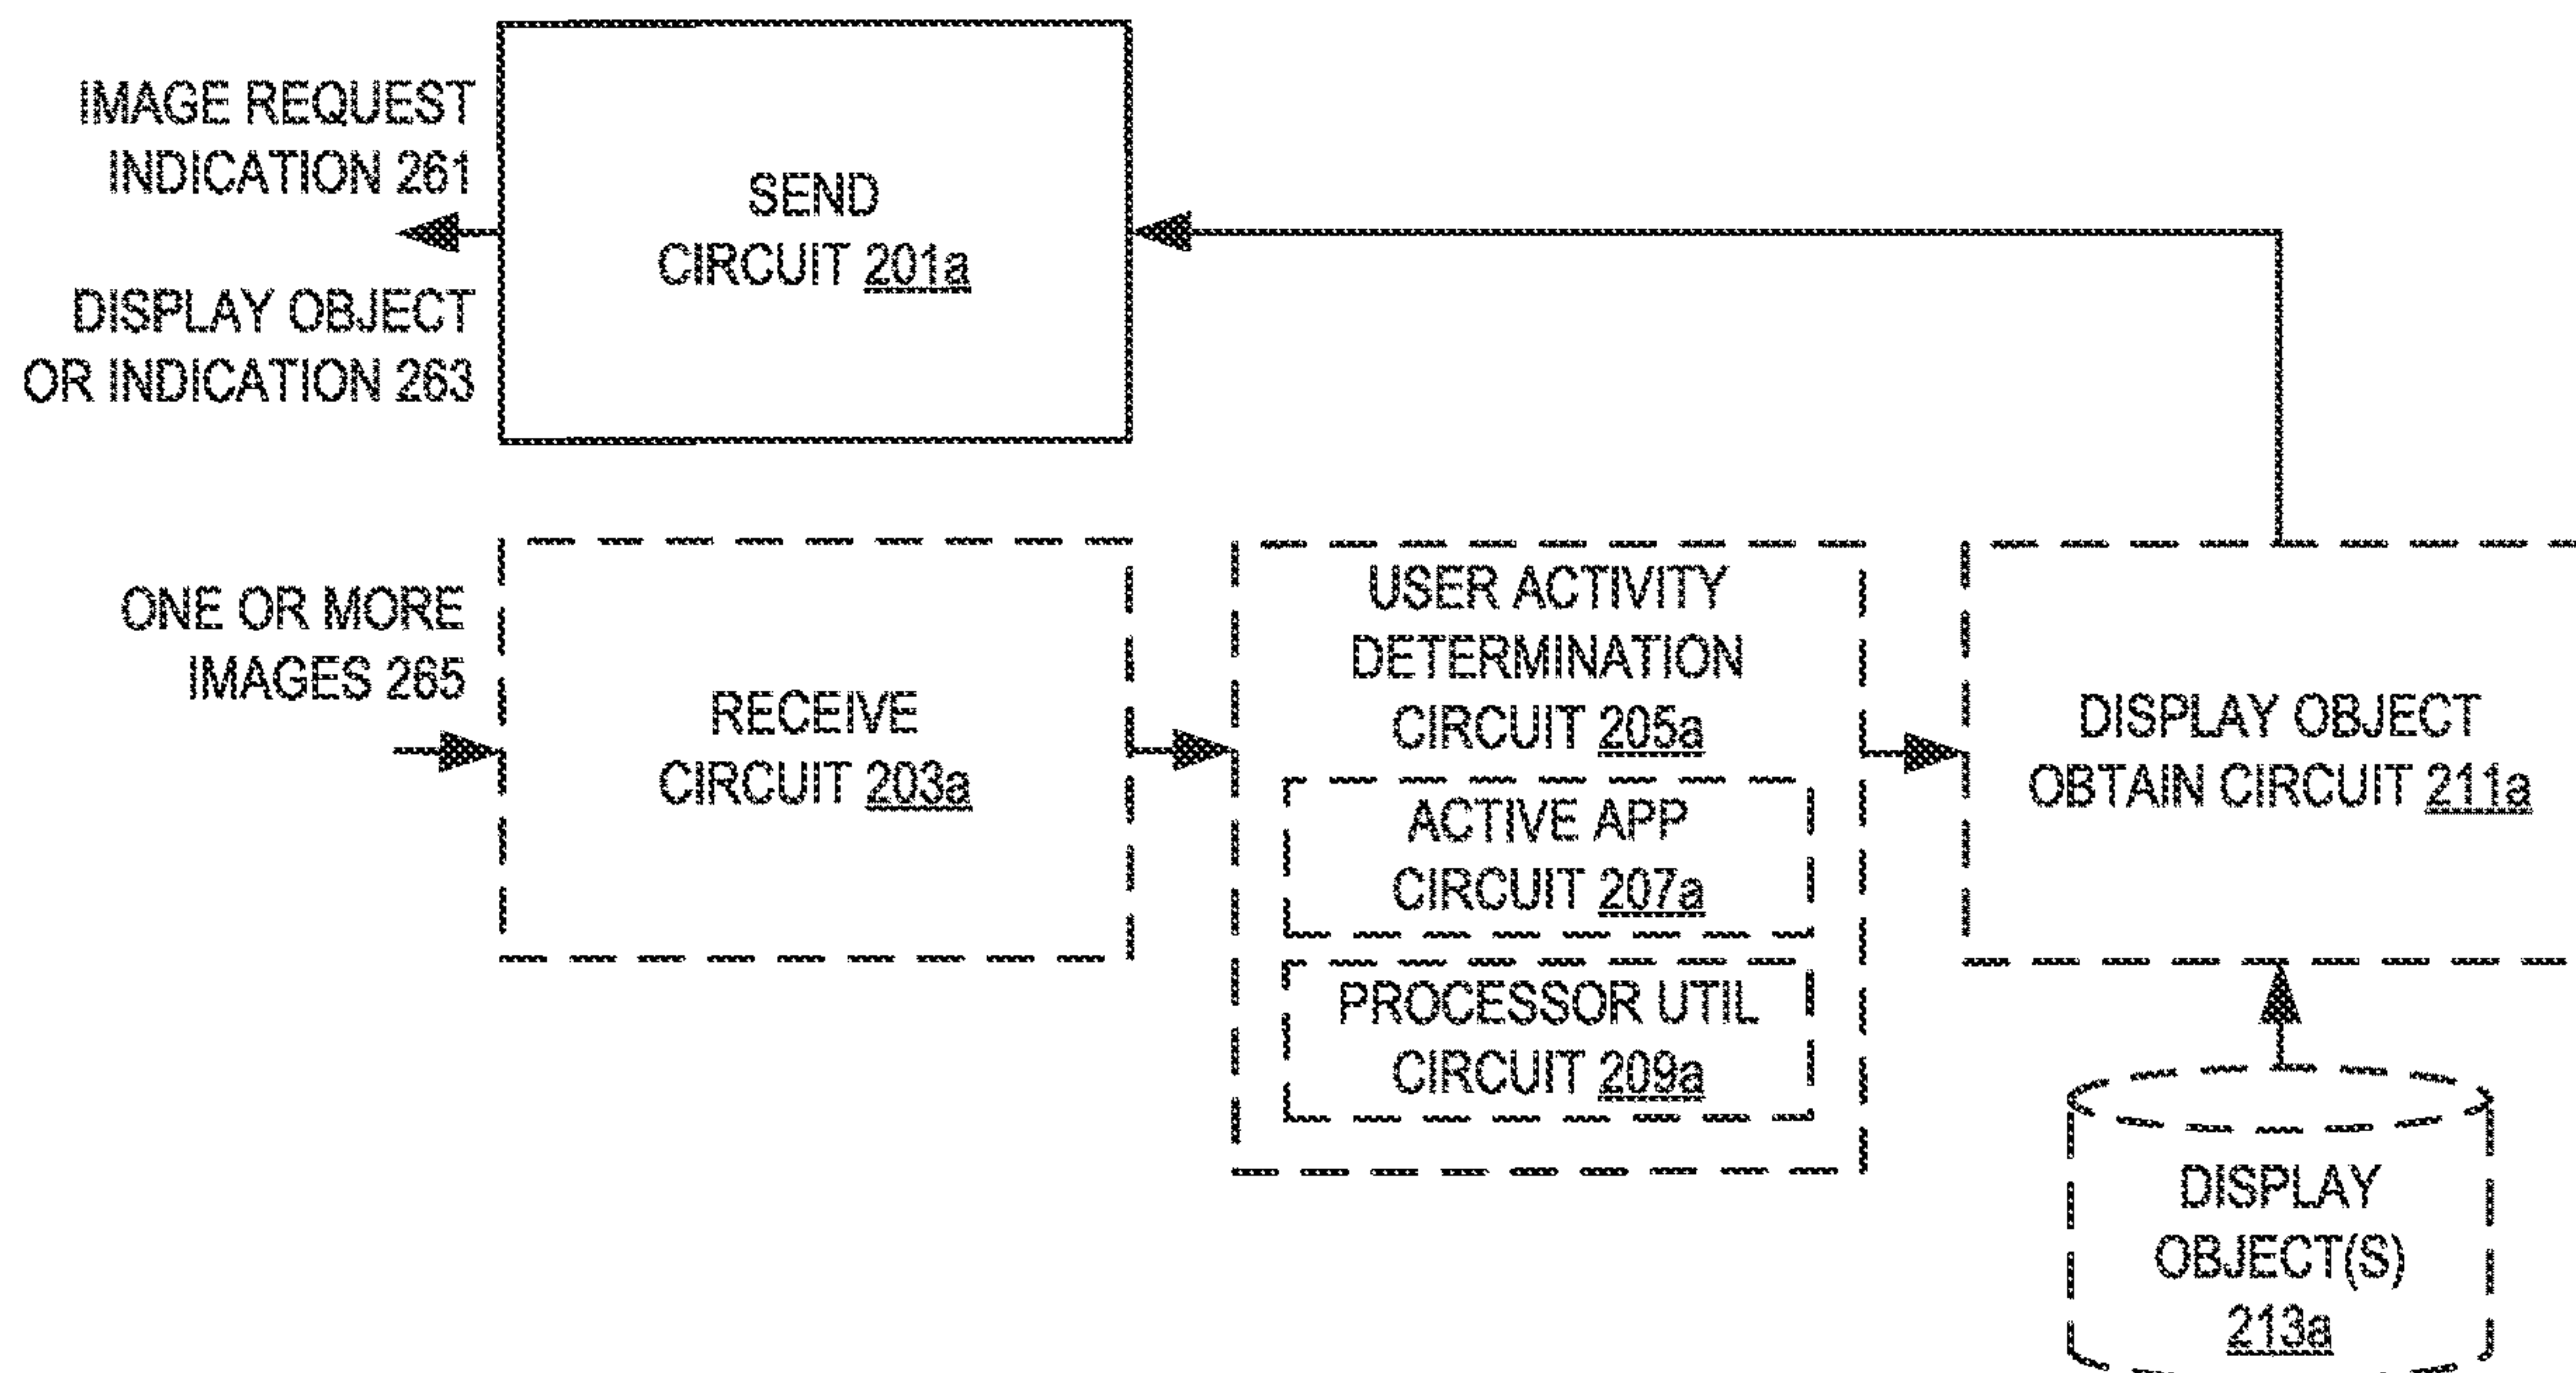 IMAGE REQUEST
INDICATION 261
DISPLAY OBJECT
OR INDICATION 263
SEND
CIRCUIT 201a
ONE OR MORE
IMAGES 265
RECEIVE
CIRCUIT 203a
USER ACTIVITY
DETERMINATION
CIRCUIT 205a
ACTIVE APP
CIRCUIT 207a
PROCESSOR UTIL
CIRCUIT 209a
DISPLAY OBJECT
OBTAIN CIRCUIT 211a
DISPLAY
OBJECT(S)
213a